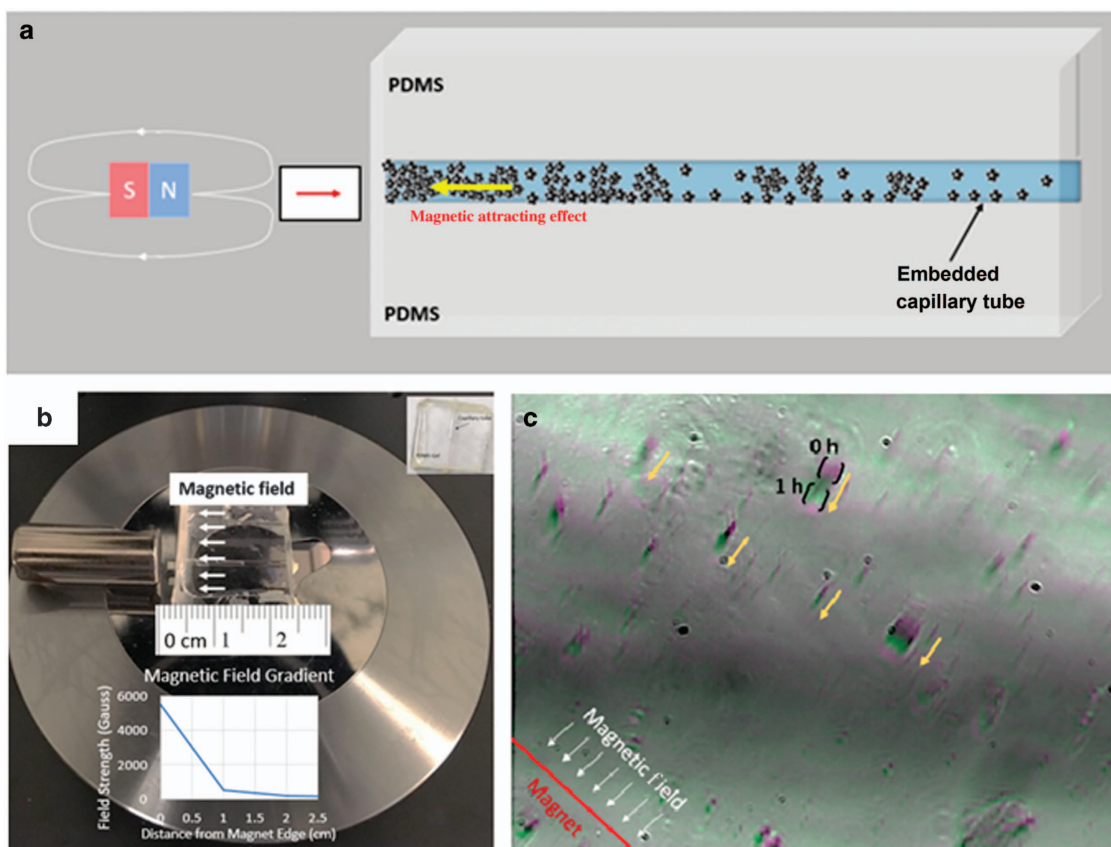 a
PDMS
S N
Magnetic attracting effect
Embedded
capillary tube
PDMS
b
Capillary tube
Magnetic field
0 cm 1 2
Magnetic Field Gradient
Field Strength (Gauss)
6000
4000
2000
0
0 0.5 1 1.5 2 2.5
Distance from Magnet Edge (cm)
c
0 h
1 h
Magnetic field
Magnet